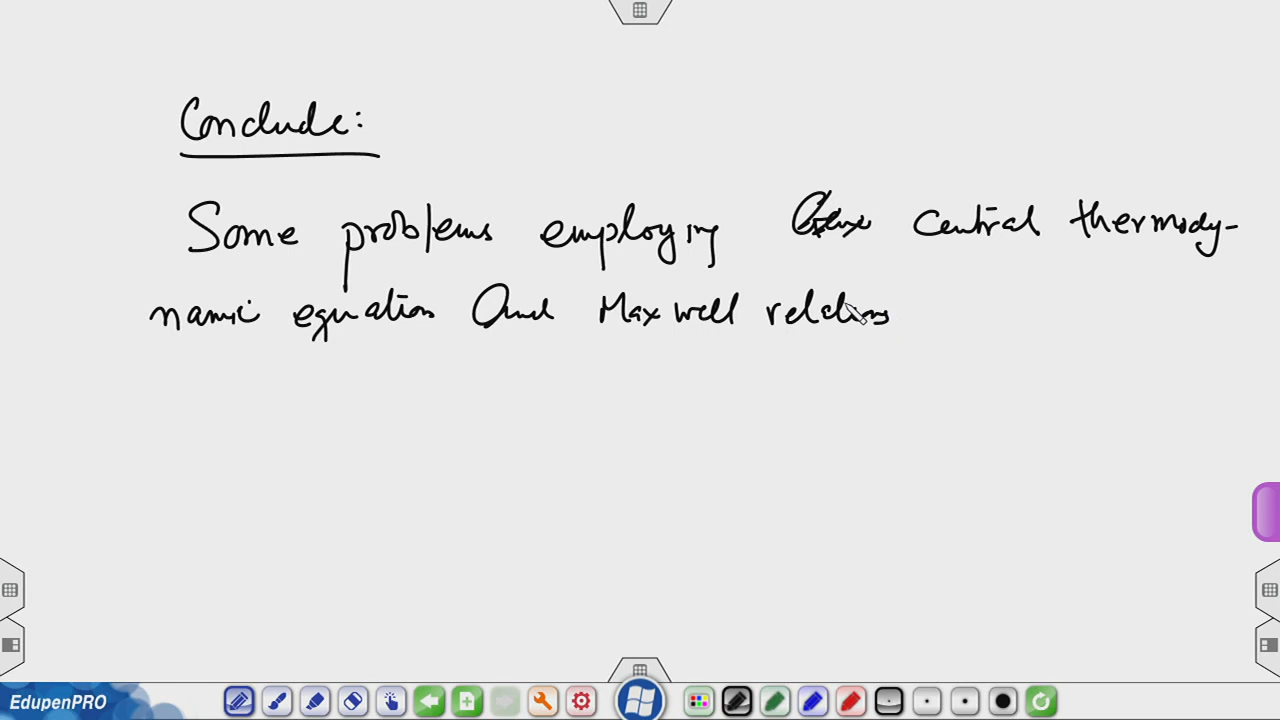 Conclude:
Some problems employing central thermody-
namic equation And Maxwell relations
EdupenPRO